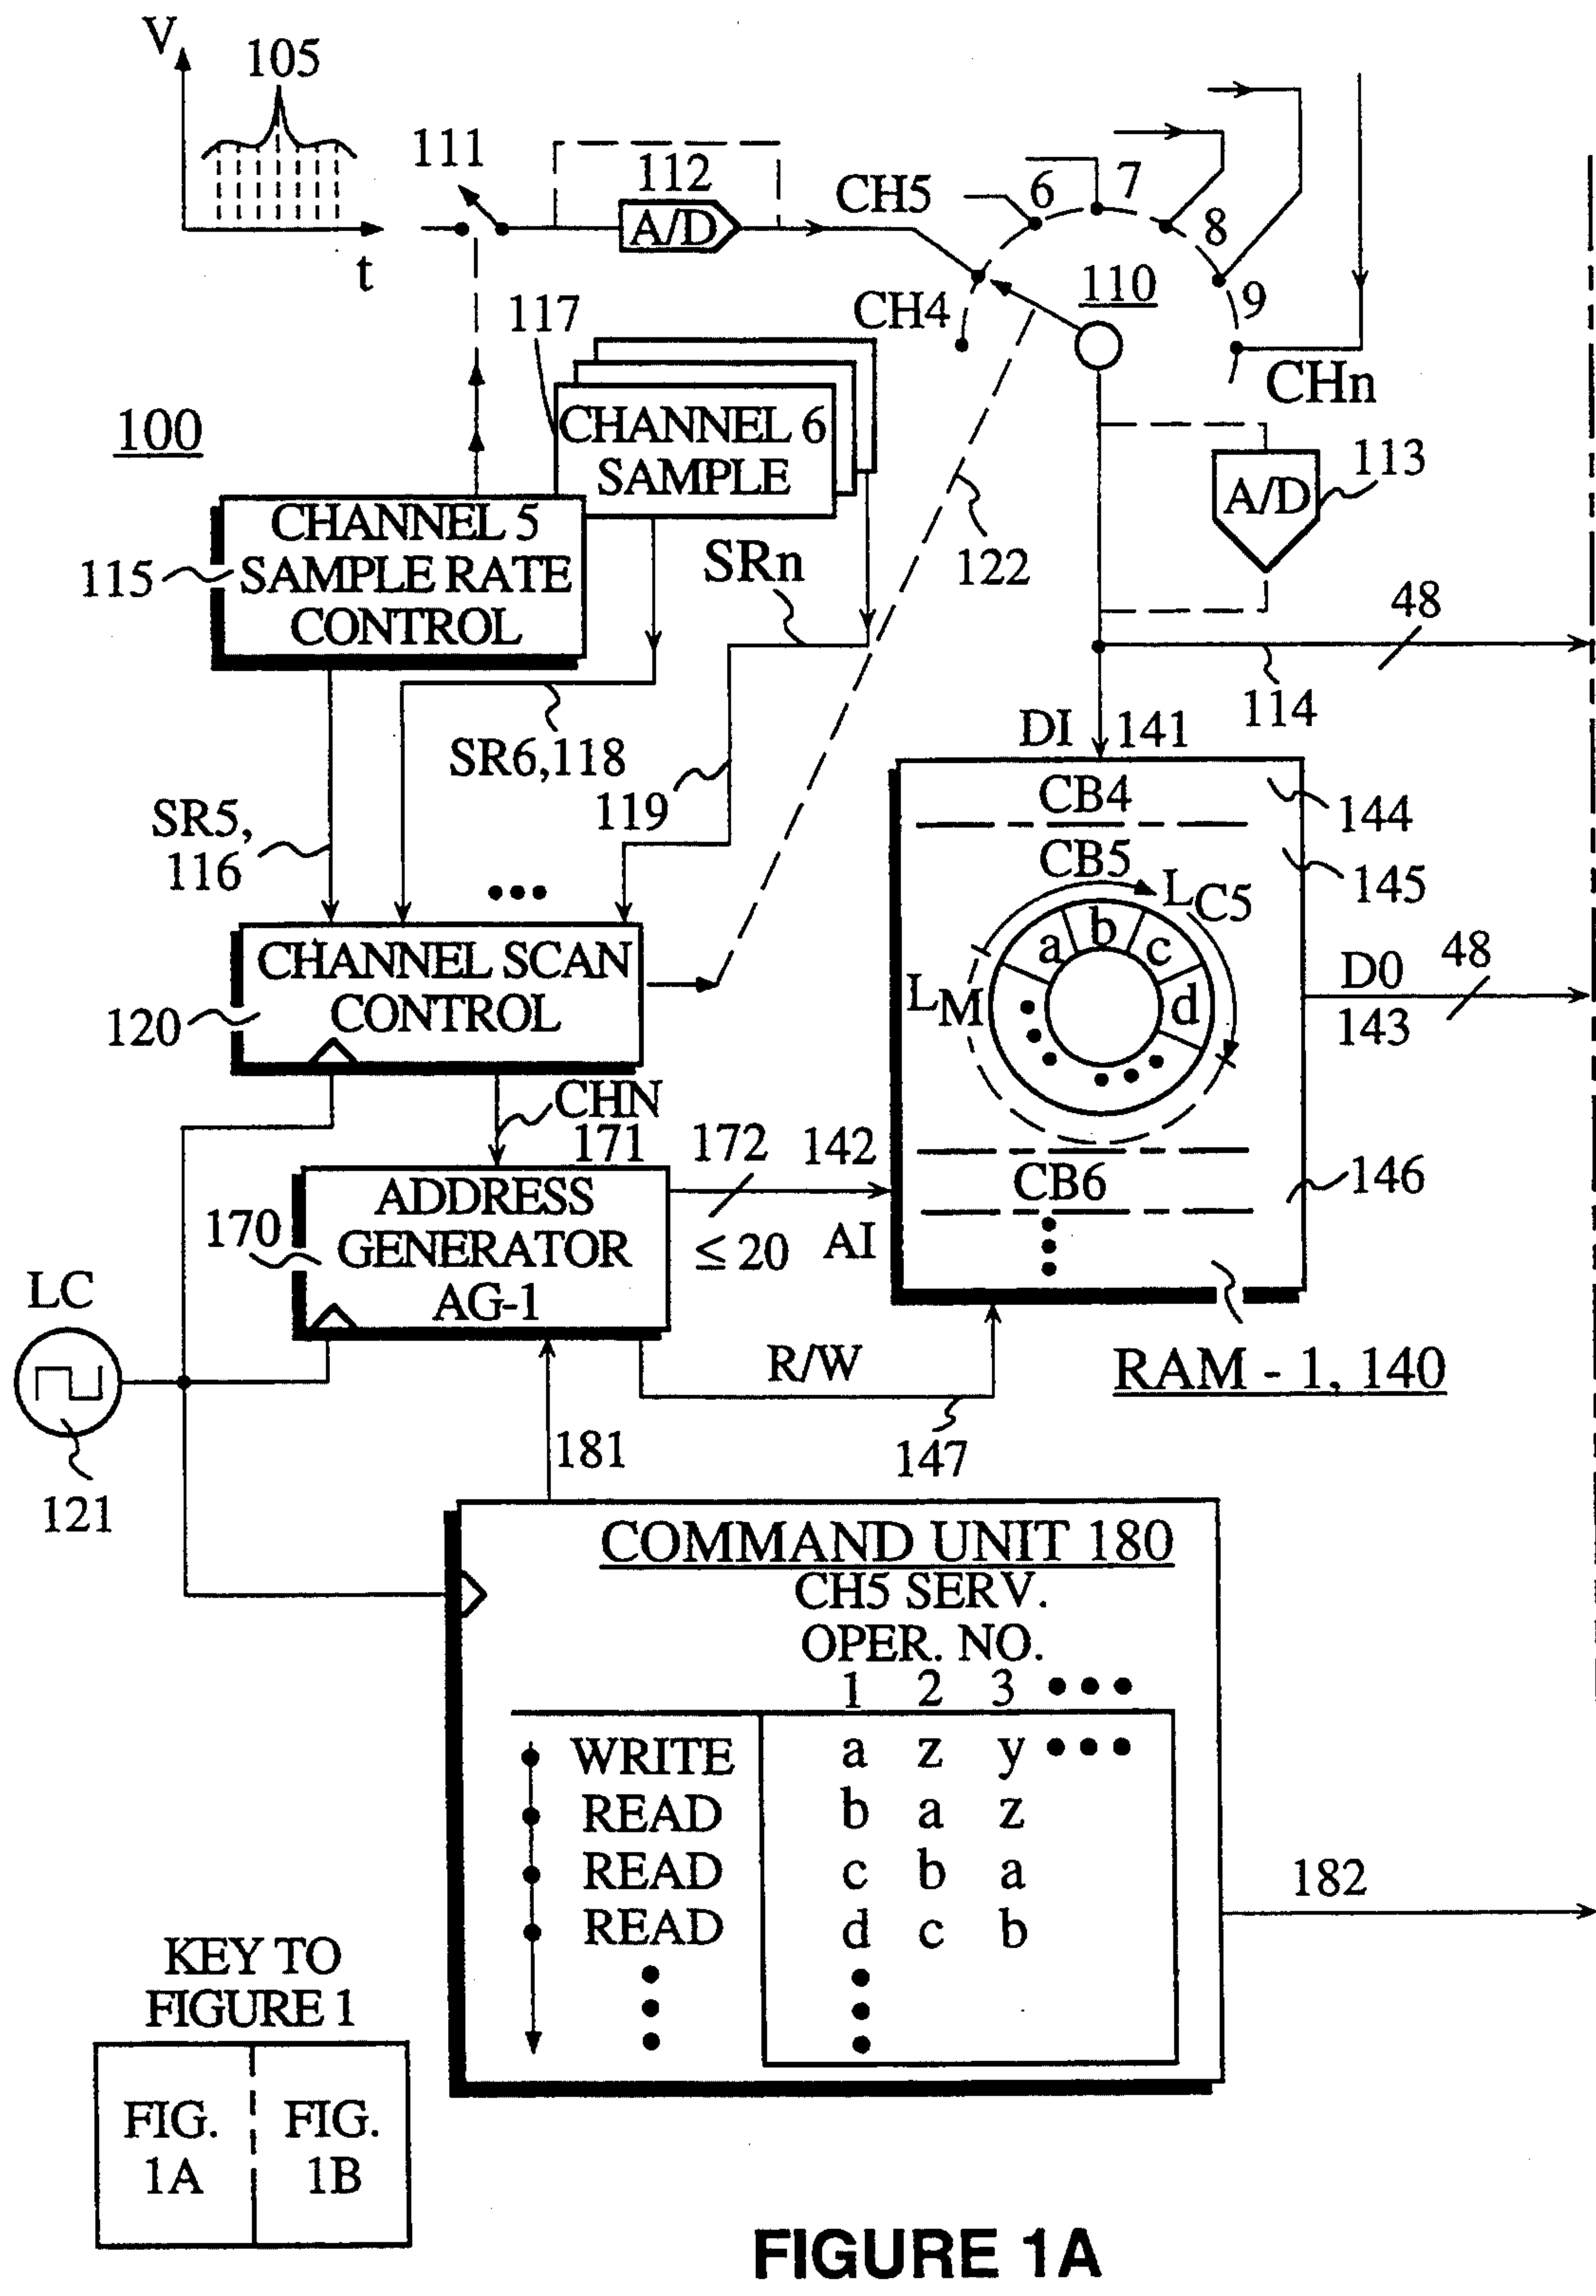 V
105
t
111
112
A/D
CH5
6
7
8
9
110
CH4
CHn
117
100
CHANNEL 6
SAMPLE
A/D
113
CHANNEL 5
SAMPLE RATE
CONTROL
115
SRn
122
48
114
SR6,118
119
DI
141
SR5,
116
CB4
144
CB5
145
LC5
a
b
c
d
LM
CHANNEL SCAN
CONTROL
120
D0
48
143
CHN
171
172
142
CB6
146
ADDRESS
GENERATOR
AG-1
170
≤ 20
AI
LC
R/W
RAM - 1, 140
121
181
147
COMMAND UNIT 180
CH5 SERV.
OPER. NO.
1 2 3 •••
WRITE a z y •••
READ b a z
READ c b a
READ d c b
182
KEY TO
FIGURE 1
FIG.
1A
FIG.
1B
FIGURE 1A